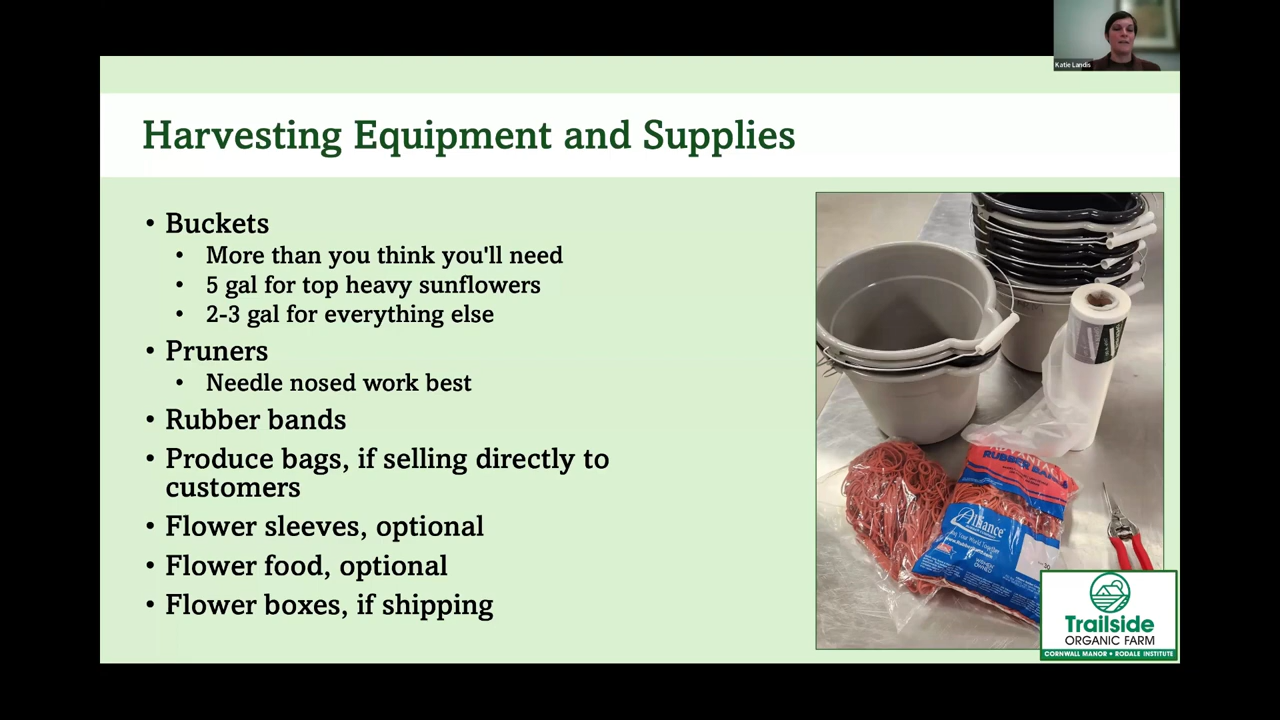 Katie Landis
Harvesting Equipment and Supplies
• Buckets
• More than you think you'll need
• 5 gal for top heavy sunflowers
• 2-3 gal for everything else
• Pruners
• Needle nosed work best
• Rubber bands
• Produce bags, if selling directly to
customers
• Flower sleeves, optional
• Flower food, optional
• Flower boxes, if shipping
RUBBER BANDS
Alliance
Trailside
ORGANIC FARM
CORNWALL MANOR • RODALE INSTITUTE